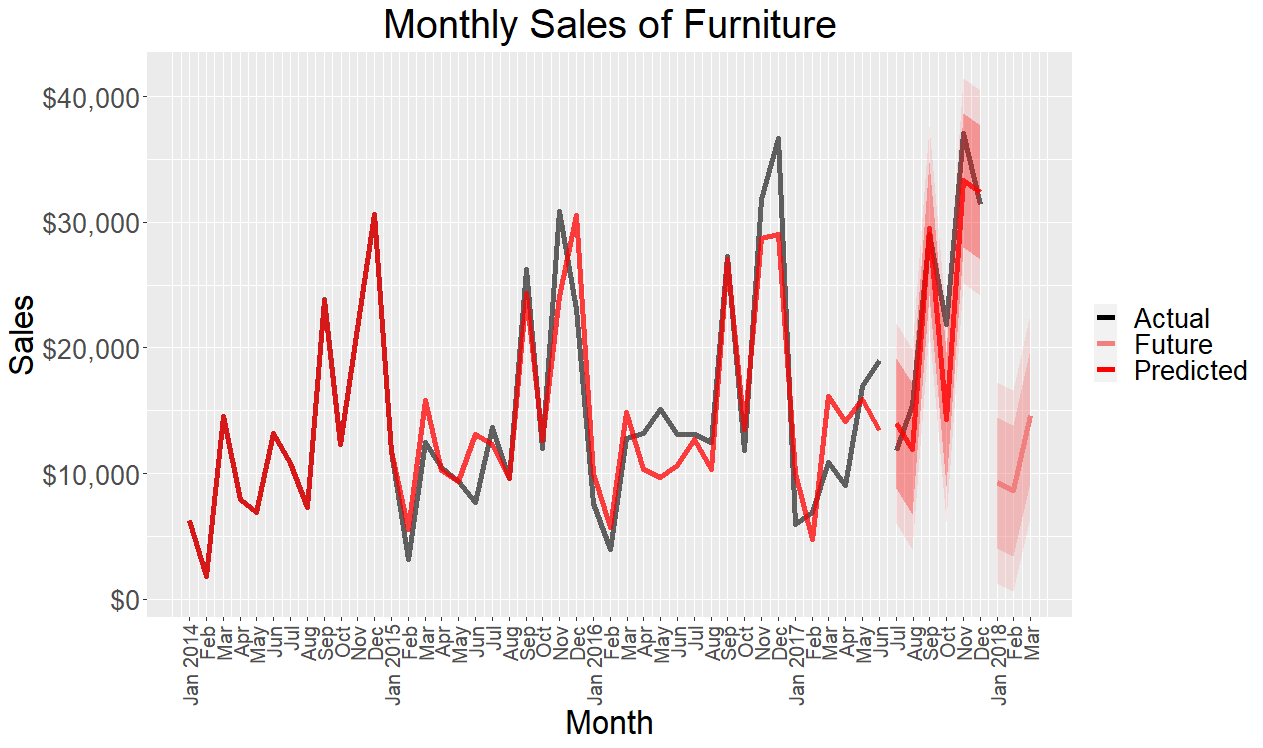 Monthly Sales of Furniture
$40,000
$30,000
$20,000
$10,000
$0
Sales
Jan 2014
Feb
Mar
Apr
May
Jun
Jul
Aug
Sep
Oct
Nov
Dec
Jan 2015
Feb
Mar
Apr
May
Jun
Jul
Aug
Sep
Oct
Nov
Dec
Jan 2016
Feb
Mar
Apr
May
Jun
Jul
Aug
Sep
Oct
Nov
Dec
Jan 2017
Feb
Mar
Apr
May
Jun
Jul
Aug
Sep
Oct
Nov
Dec
Jan 2018
Feb
Mar
Month
Actual
Future
Predicted